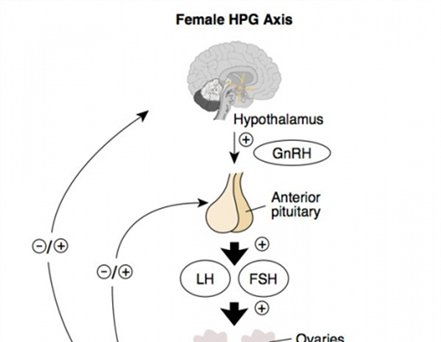 Female HPG Axis
Hypothalamus
⊕
GnRH
Anterior
pituitary
⊖/⊕
⊖/⊕
⊕
LH
FSH
⊕
Ovaries